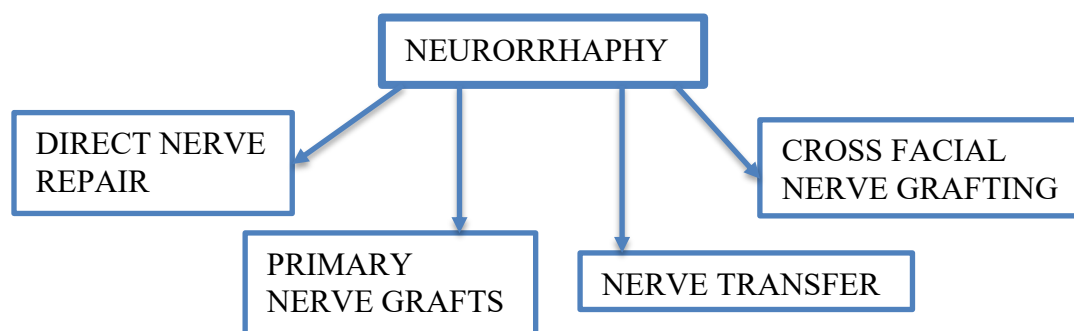 NEURORRHAPHY
DIRECT NERVE
REPAIR
PRIMARY
NERVE GRAFTS
NERVE TRANSFER
CROSS FACIAL
NERVE GRAFTING